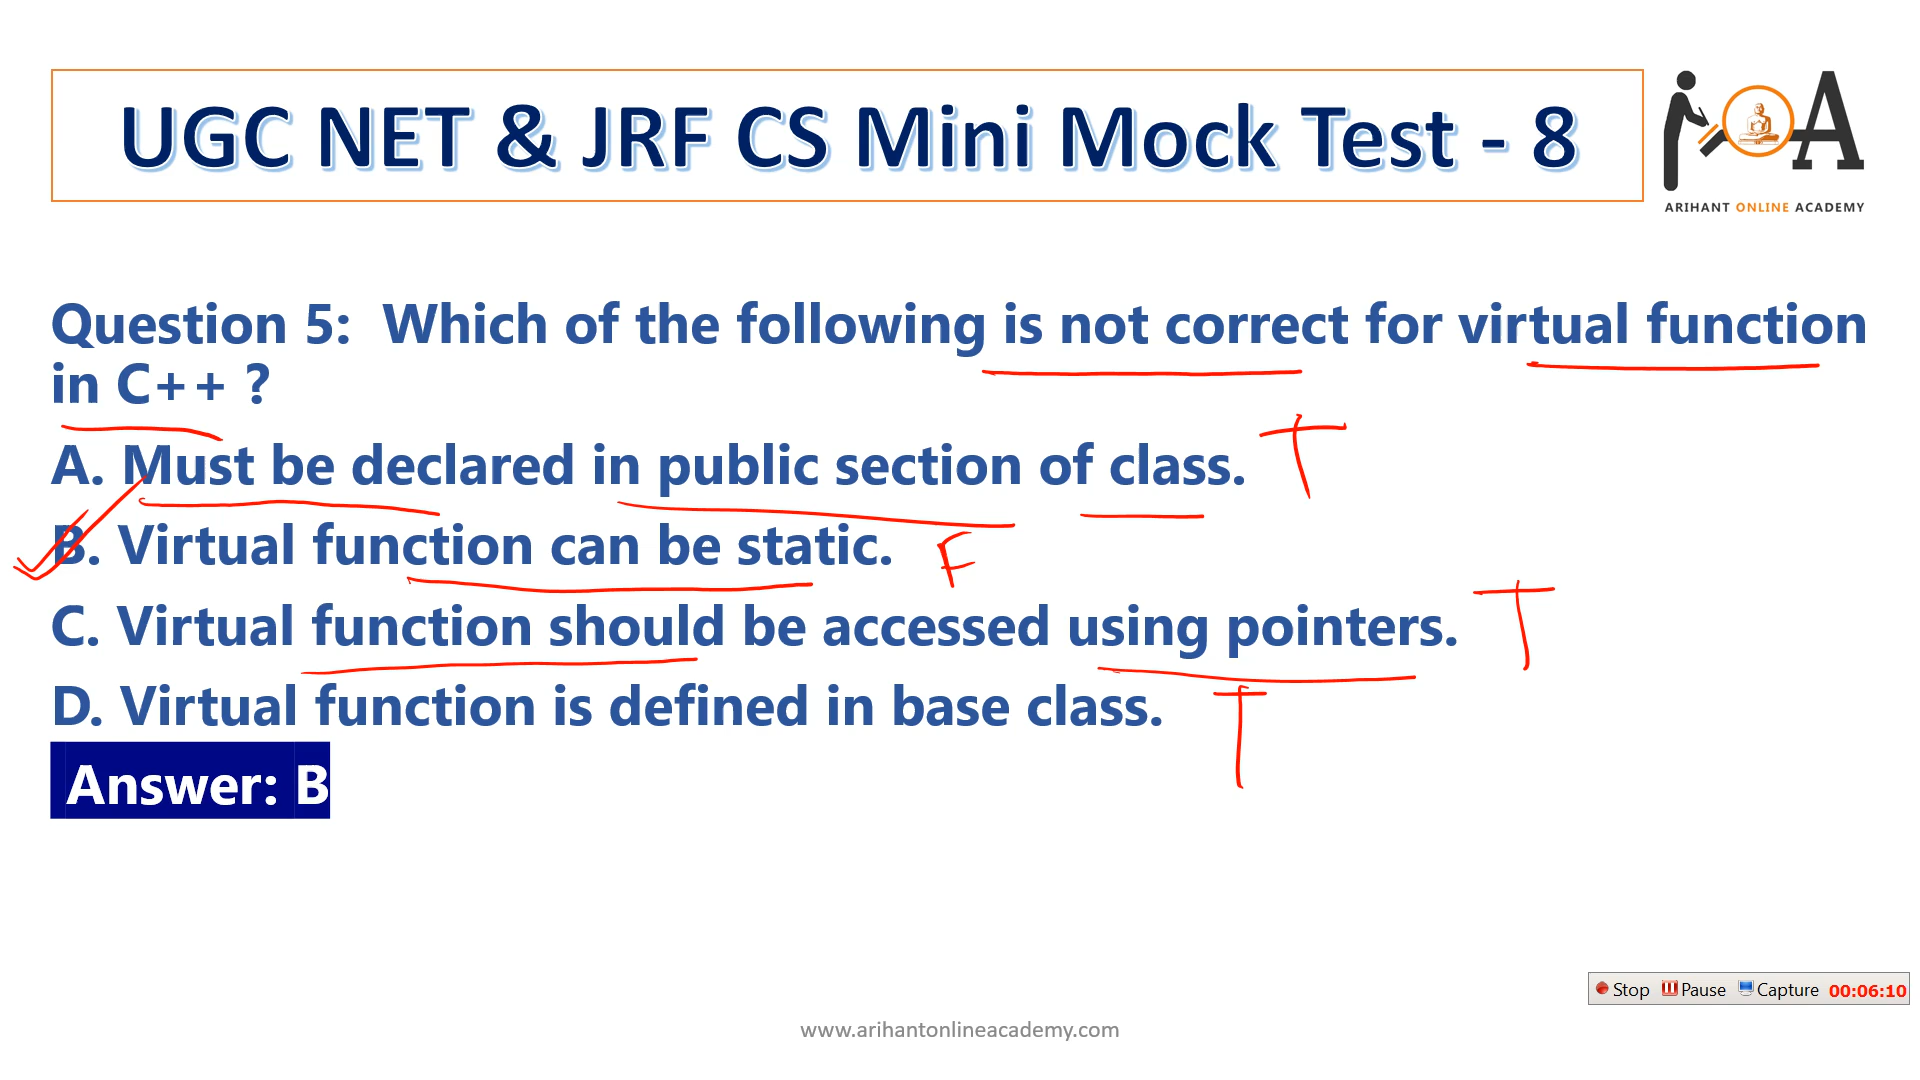 UGC NET & JRF CS Mini Mock Test - 8
A
ARIHANT ONLINE ACADEMY
Question 5: Which of the following is not correct for virtual function
in C++ ?
A. Must be declared in public section of class. T
B. Virtual function can be static. F
C. Virtual function should be accessed using pointers. T
D. Virtual function is defined in base class. T
Answer: B
Stop Pause Capture 00:06:10
www.arihantonlineacademy.com